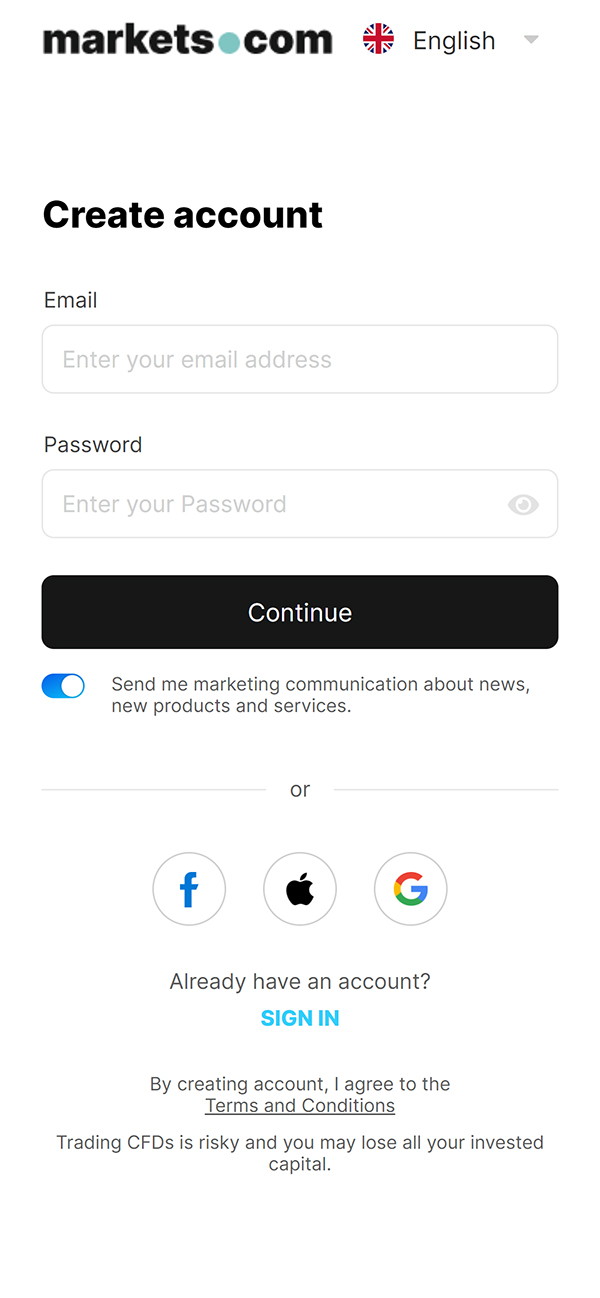 markets.com English
Create account
Email
Enter your email address
Password
Enter your Password
Continue
Send me marketing communication about news,
new products and services.
or
Already have an account?
SIGN IN
By creating account, I agree to the
Terms and Conditions
Trading CFDs is risky and you may lose all your invested
capital.